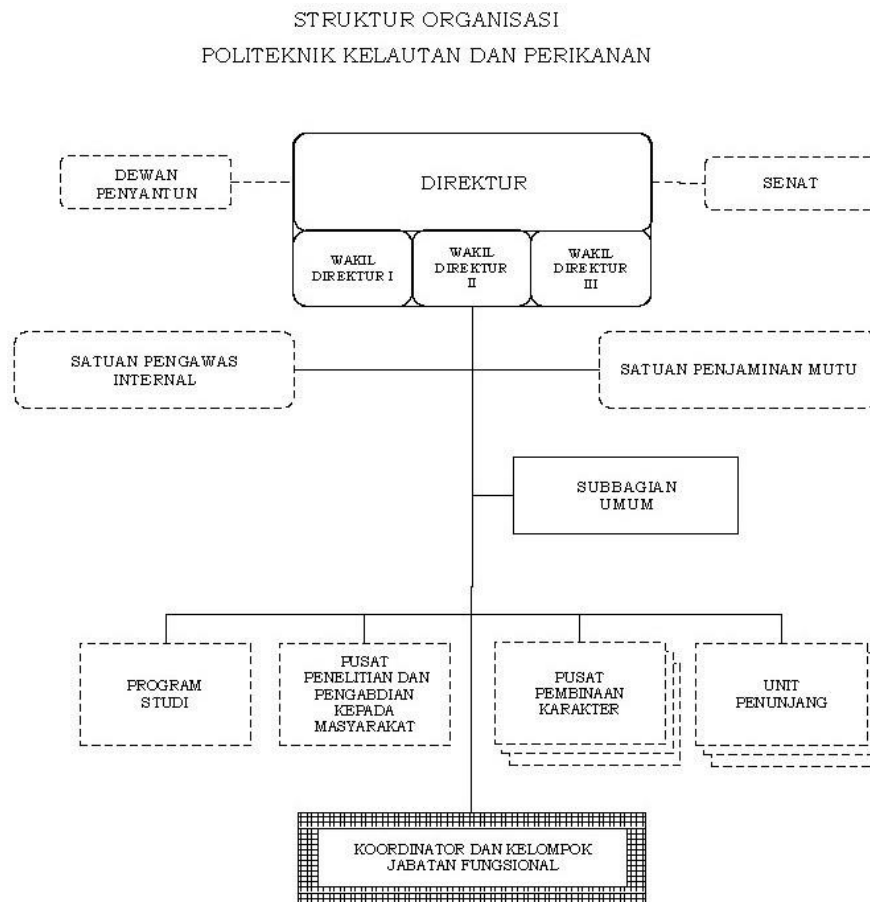 STRUKTUR ORGANISASI
POLITEKNIK KELAUTAN DAN PERIKANAN
DEWAN
PENYANTUN
DIREKTUR
SENAT
WAKIL
DIREKTUR I
WAKIL
DIREKTUR
II
WAKIL
DIREKTUR
III
SATUAN PENGAWAS
INTERNAL
SATUAN PENJAMINAN MUTU
SUBBAGIAN
UMUM
PROGRAM
STUDI
PUSAT
PENELITIAN DAN
PENGABDIAN
KEPADA
MASYARAKAT
PUSAT
PEMBINAAN
KARAKTER
UNIT
PENUNJANG
KOORDINATOR DAN KELOMPOK
JABATAN FUNGSIONAL